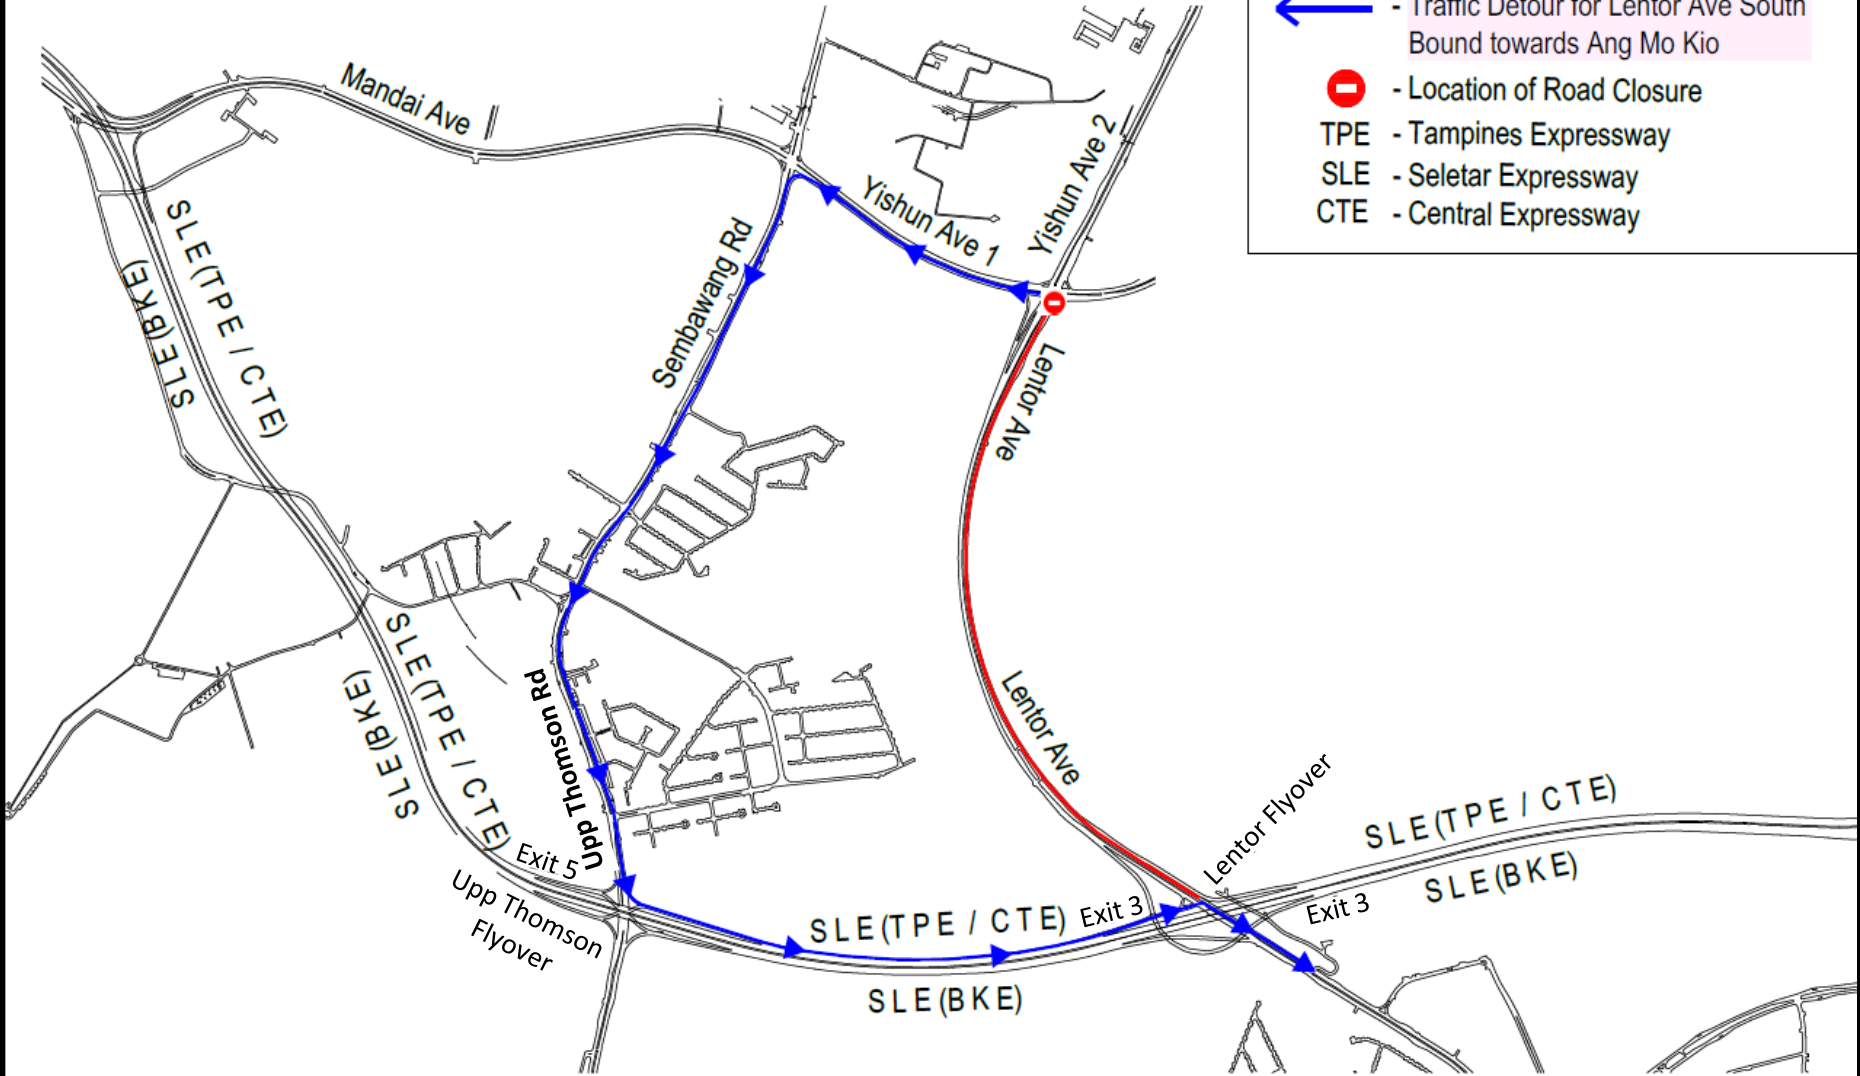 - Traffic Detour for Lentor Ave South
Bound towards Ang Mo Kio
- Location of Road Closure
TPE - Tampines Expressway
SLE - Seletar Expressway
CTE - Central Expressway
Mandai Ave
Yishun Ave 2
Yishun Ave 1
Sembawang Rd
SLE (TPE / CTE)
SLE (BKE)
Lentor Ave
SLE (TPE / CTE)
SLE (BKE)
Upp Thomson Rd
Lentor Ave
Lentor Flyover
SLE (TPE / CTE)
SLE (BKE)
Exit 5
Upp Thomson
Flyover
SLE (TPE / CTE)
Exit 3
Exit 3
SLE (BKE)